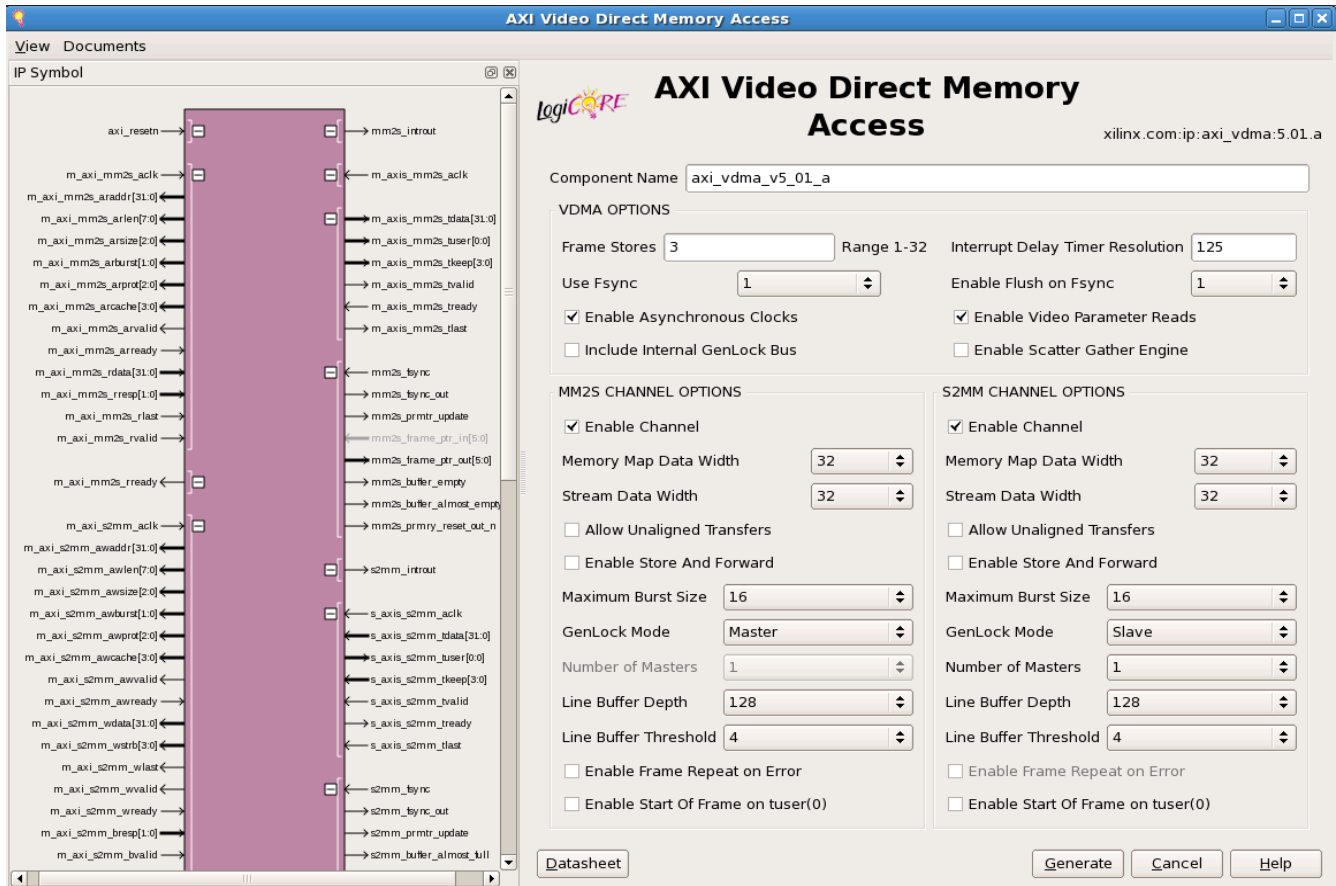 AXI Video Direct Memory Access
View Documents
IP Symbol
axi_resetn
m_axi_mm2s_aclk
m_axi_mm2s_araddr[31:0]
m_axi_mm2s_arlen[7:0]
m_axi_mm2s_arsize[2:0]
m_axi_mm2s_arburst[1:0]
m_axi_mm2s_arprot[2:0]
m_axi_mm2s_arcache[3:0]
m_axi_mm2s_arvalid
m_axi_mm2s_arready
m_axi_mm2s_rdata[31:0]
m_axi_mm2s_rresp[1:0]
m_axi_mm2s_rlast
m_axi_mm2s_rvalid
m_axi_mm2s_rready
m_axi_s2mm_aclk
m_axi_s2mm_awaddr[31:0]
m_axi_s2mm_awlen[7:0]
m_axi_s2mm_awsize[2:0]
m_axi_s2mm_awburst[1:0]
m_axi_s2mm_awprot[2:0]
m_axi_s2mm_awcache[3:0]
m_axi_s2mm_awvalid
m_axi_s2mm_awready
m_axi_s2mm_wdata[31:0]
m_axi_s2mm_wstrb[3:0]
m_axi_s2mm_wlast
m_axi_s2mm_wvalid
m_axi_s2mm_wready
m_axi_s2mm_bresp[1:0]
m_axi_s2mm_bvalid
mm2s_introut
m_axis_mm2s_aclk
m_axis_mm2s_tdata[31:0]
m_axis_mm2s_tuser[0:0]
m_axis_mm2s_tkeep[3:0]
m_axis_mm2s_tvalid
m_axis_mm2s_tready
m_axis_mm2s_tlast
mm2s_fsync
mm2s_fsync_out
mm2s_prmtr_update
mm2s_frame_ptr_in[5:0]
mm2s_frame_ptr_out[5:0]
mm2s_buffer_empty
mm2s_buffer_almost_empty
mm2s_prmry_reset_out_n
s2mm_introut
s_axis_s2mm_aclk
s_axis_s2mm_tdata[31:0]
s_axis_s2mm_tuser[0:0]
s_axis_s2mm_tkeep[3:0]
s_axis_s2mm_tvalid
s_axis_s2mm_tready
s_axis_s2mm_tlast
s2mm_fsync
s2mm_fsync_out
s2mm_prmtr_update
s2mm_buffer_almost_full
logiCORE
AXI Video Direct Memory
Access
xilinx.com:ip:axi_vdma:5.01.a
Component Name axi_vdma_v5_01_a
VDMA OPTIONS
Frame Stores 3 Range 1-32 Interrupt Delay Timer Resolution 125
Use Fsync 1 Enable Flush on Fsync 1
Enable Asynchronous Clocks Enable Video Parameter Reads
Include Internal GenLock Bus Enable Scatter Gather Engine
MM2S CHANNEL OPTIONS
Enable Channel
Memory Map Data Width 32
Stream Data Width 32
Allow Unaligned Transfers
Enable Store And Forward
Maximum Burst Size 16
GenLock Mode Master
Number of Masters 1
Line Buffer Depth 128
Line Buffer Threshold 4
Enable Frame Repeat on Error
Enable Start Of Frame on tuser(0)
S2MM CHANNEL OPTIONS
Enable Channel
Memory Map Data Width 32
Stream Data Width 32
Allow Unaligned Transfers
Enable Store And Forward
Maximum Burst Size 16
GenLock Mode Slave
Number of Masters 1
Line Buffer Depth 128
Line Buffer Threshold 4
Enable Frame Repeat on Error
Enable Start Of Frame on tuser(0)
Datasheet Generate Cancel Help